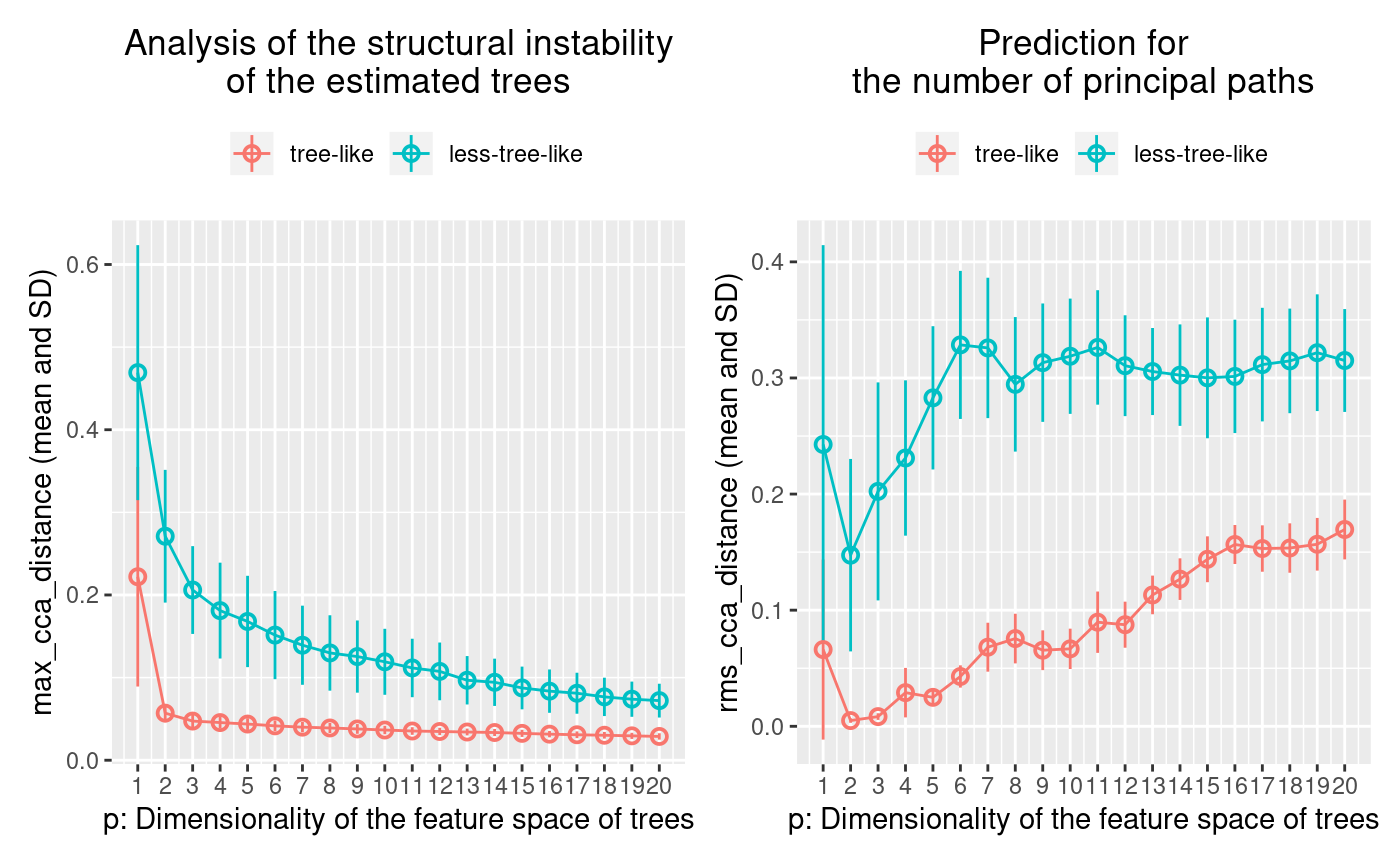 Analysis of the structural instability
of the estimated trees
tree-like less-tree-like
max_cca_distance (mean and SD)
0.6
0.4
0.2
0.0
1 2 3 4 5 6 7 8 9 10 11 12 13 14 15 16 17 18 19 20
p: Dimensionality of the feature space of trees
Prediction for
the number of principal paths
tree-like less-tree-like
rms_cca_distance (mean and SD)
0.4
0.3
0.2
0.1
0.0
1 2 3 4 5 6 7 8 9 10 11 12 13 14 15 16 17 18 19 20
p: Dimensionality of the feature space of trees